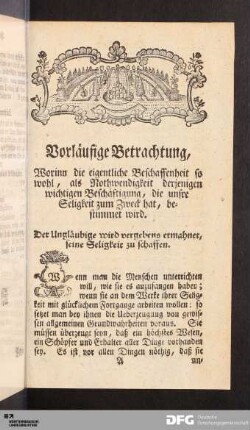 Vorläufige Betrachtung,
Worinn die eigentliche Beschaffenheit so
wohl, als Nothwendigkeit derjenigen
wichtigen Beschäftigung, die unsre
Seligkeit zum Zweck hat, be-
stimmet wird.
Der Ungläubige wird vergebens ermahnet,
seine Seligkeit zu schaffen.
Wenn man die Menschen unterrichten
will, wie sie es anzufangen haben;
wenn sie an dem Werke ihrer Selig-
keit mit glücklichem Fortgange arbeiten wollen: so
setzet man bey ihnen die Ueberzeugung von gewis-
sen allgemeinen Grundwahrheiten voraus. Sie
müssen überzeugt seyn, daß ein höchstes Wesen,
ein Schöpfer und Erhalter aller Dinge vorhanden
sey. Es ist vor allen Dingen nöthig, daß sie
A un-
DFG Deutsche
Forschungsgemeinschaft